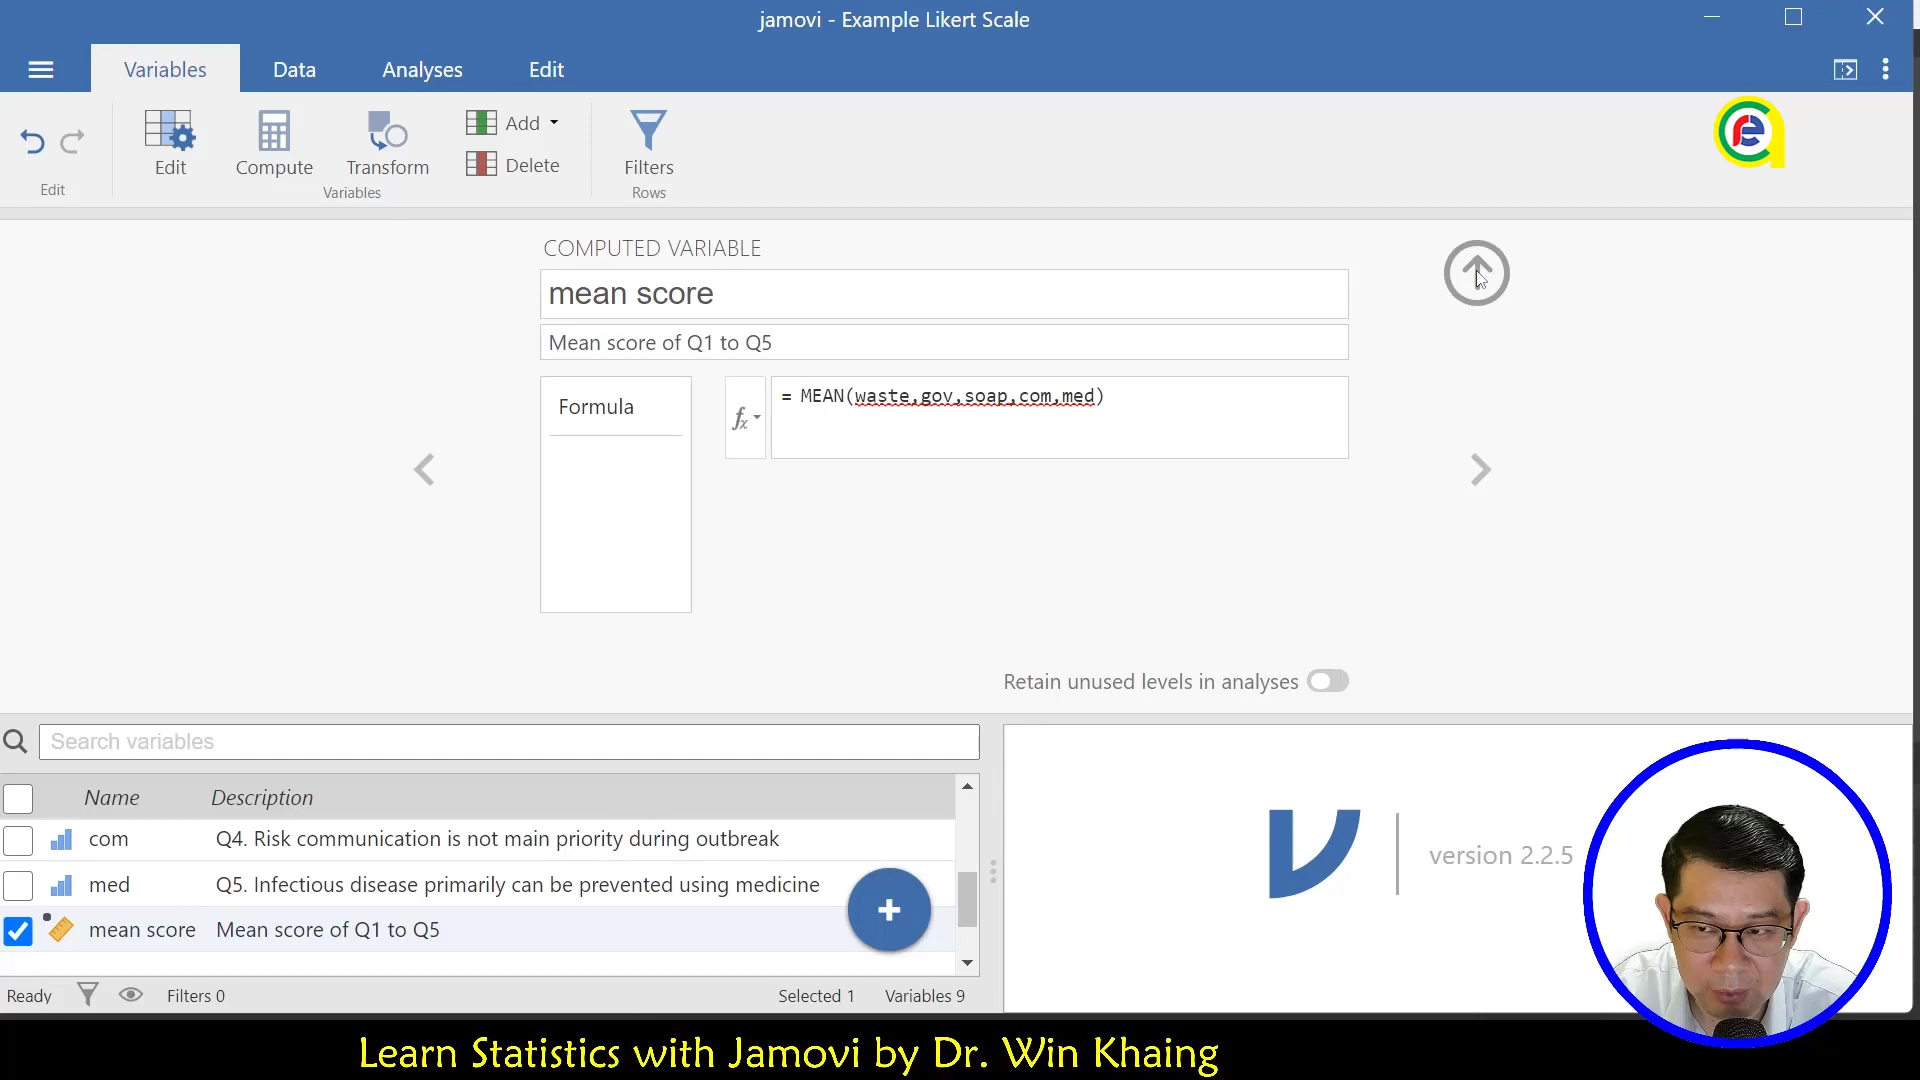 jamovi - Example Likert Scale
Variables
Data
Analyses
Edit
Edit
Compute
Transform
Add
Delete
Filters
Edit
Variables
Rows
COMPUTED VARIABLE
mean score
Mean score of Q1 to Q5
Formula
fx
= MEAN(waste,gov,soap,com,med)
Retain unused levels in analyses
Search variables
Name Description
com Q4. Risk communication is not main priority during outbreak
med Q5. Infectious disease primarily can be prevented using medicine
mean score Mean score of Q1 to Q5
version 2.2.5
Ready Filters 0 Selected 1 Variables 9
Learn Statistics with Jamovi by Dr. Win Khaing